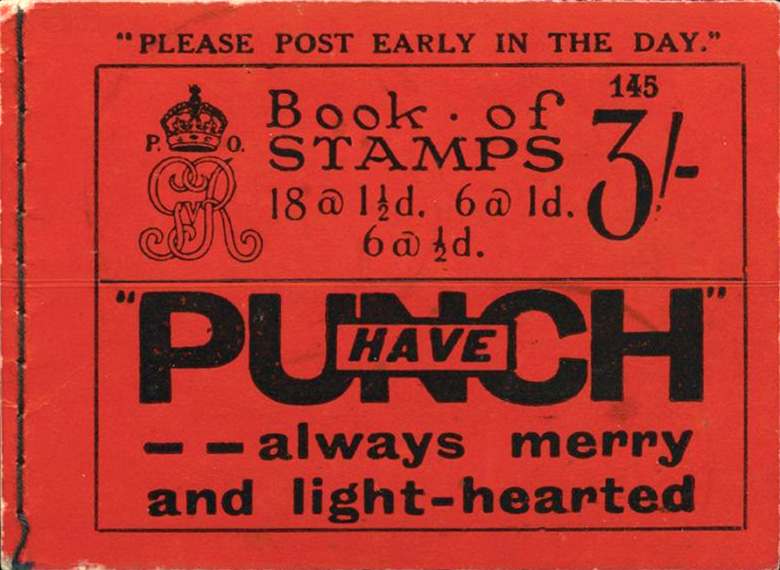 "PLEASE POST EARLY IN THE DAY."
145
P. O.
GvR
Book · of
STAMPS
3/-
18 @ 1½d. 6 @ 1d.
6 @ ½d.
"PUNCH"
HAVE
-- always merry
and light-hearted